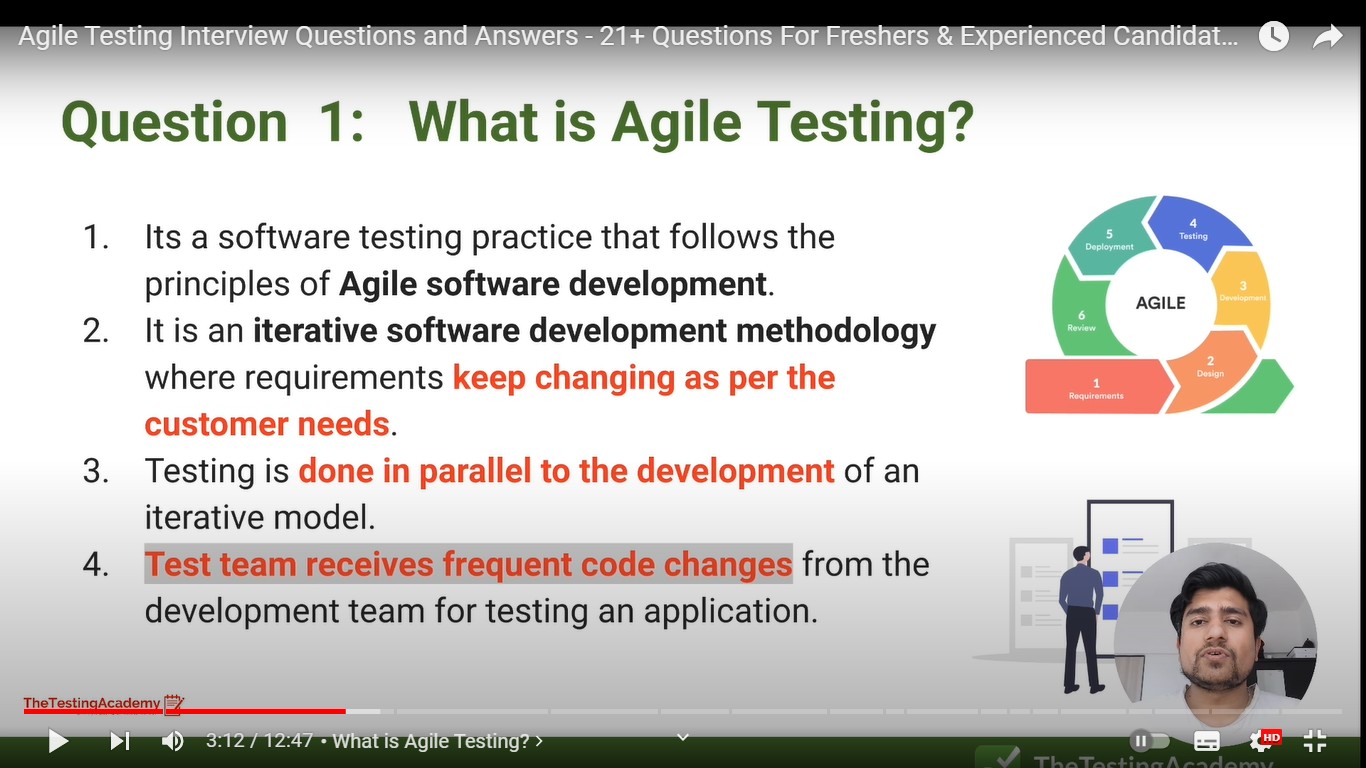 Agile Testing Interview Questions and Answers - 21+ Questions For Freshers & Experienced Candidat...
Question 1: What is Agile Testing?
1. Its a software testing practice that follows the
principles of Agile software development.
2. It is an iterative software development methodology
where requirements keep changing as per the
customer needs.
3. Testing is done in parallel to the development of an
iterative model.
4. Test team receives frequent code changes from the
development team for testing an application.
AGILE
1
Requirements
2
Design
3
Development
4
Testing
5
Deployment
6
Review
TheTestingAcademy
3:12 / 12:47 • What is Agile Testing? ›
HD
TheTestingAcademy